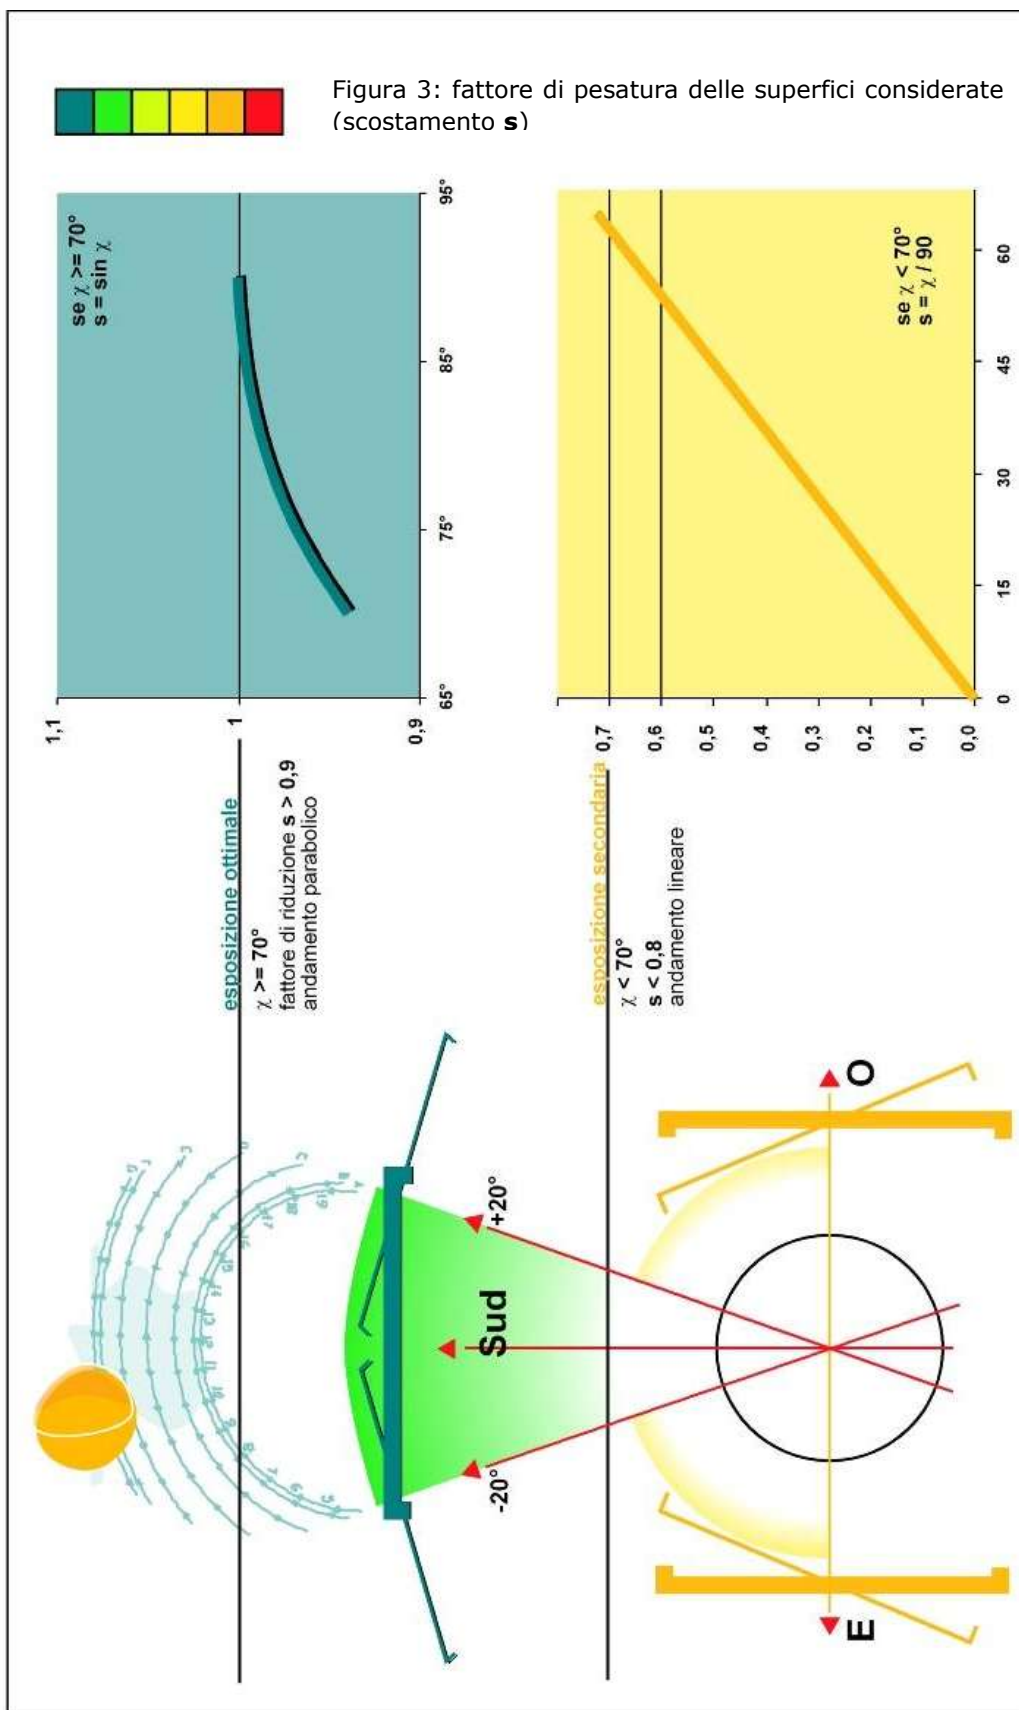 Figura 3: fattore di pesatura delle superfici considerate
(scostamento s)
se χ >= 70°
s = sin χ
1,1
1
0,9
65°
75°
85°
95°
esposizione ottimale
χ >= 70°
fattore di riduzione s > 0,9
andamento parabolico
se χ < 70°
s = χ / 90
0,7
0,6
0,5
0,4
0,3
0,2
0,1
0,0
0
15
30
45
60
esposizione secondaria
χ < 70°
s < 0,8
andamento lineare
-20°
Sud
+20°
E
O